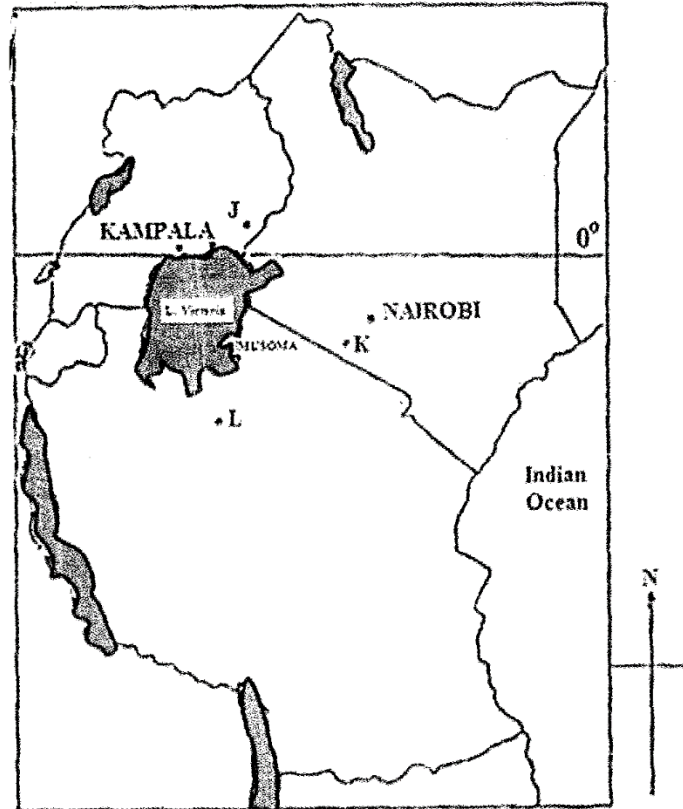 J
KAMPALA
0°
L. Victoria
NAIROBI
K
MUSOMA
L
Indian
Ocean
N